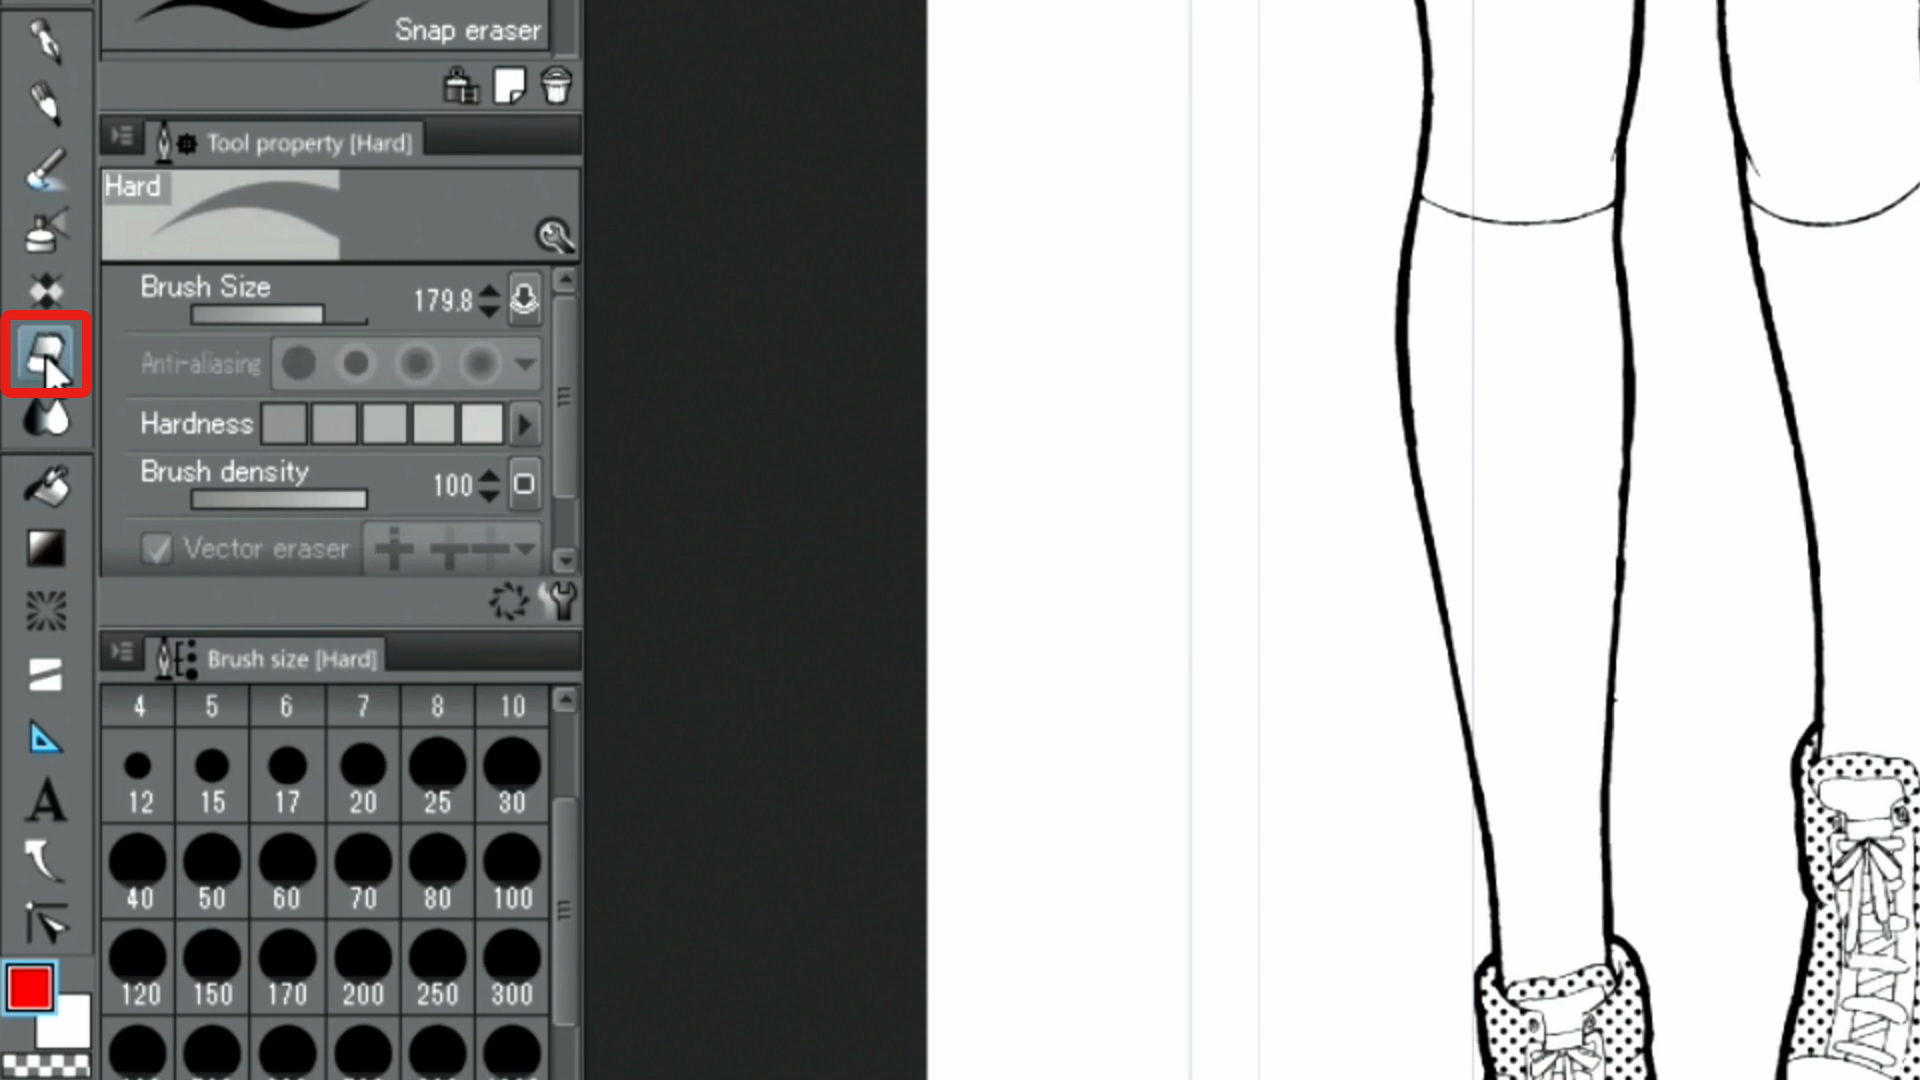 Snap eraser
Tool property [Hard]
Hard
Brush Size 179.8
Anti-aliasing
Hardness
Brush density 100
Vector eraser
Brush size [Hard]
4 5 6 7 8 10
12 15 17 20 25 30
40 50 60 70 80 100
120 150 170 200 250 300
A